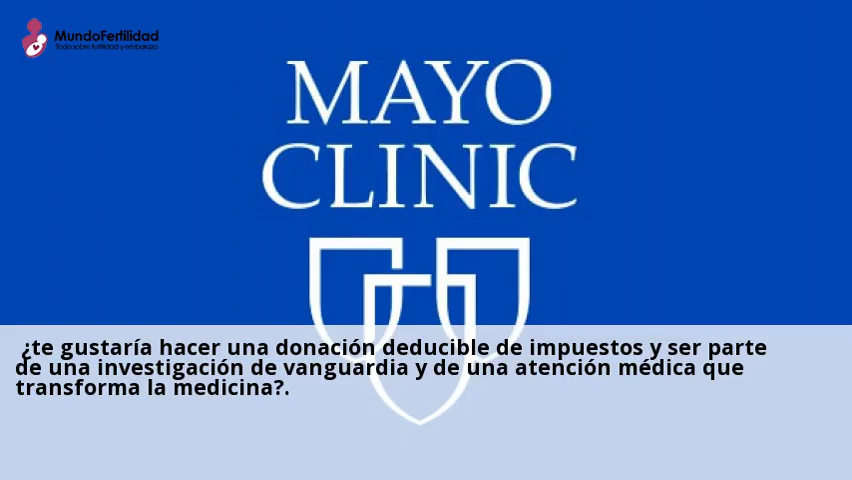 MundoFertilidad
Todo sobre fertilidad y embarazo
MAYO
CLINIC
¿te gustaría hacer una donación deducible de impuestos y ser parte
de una investigación de vanguardia y de una atención médica que
transforma la medicina?.